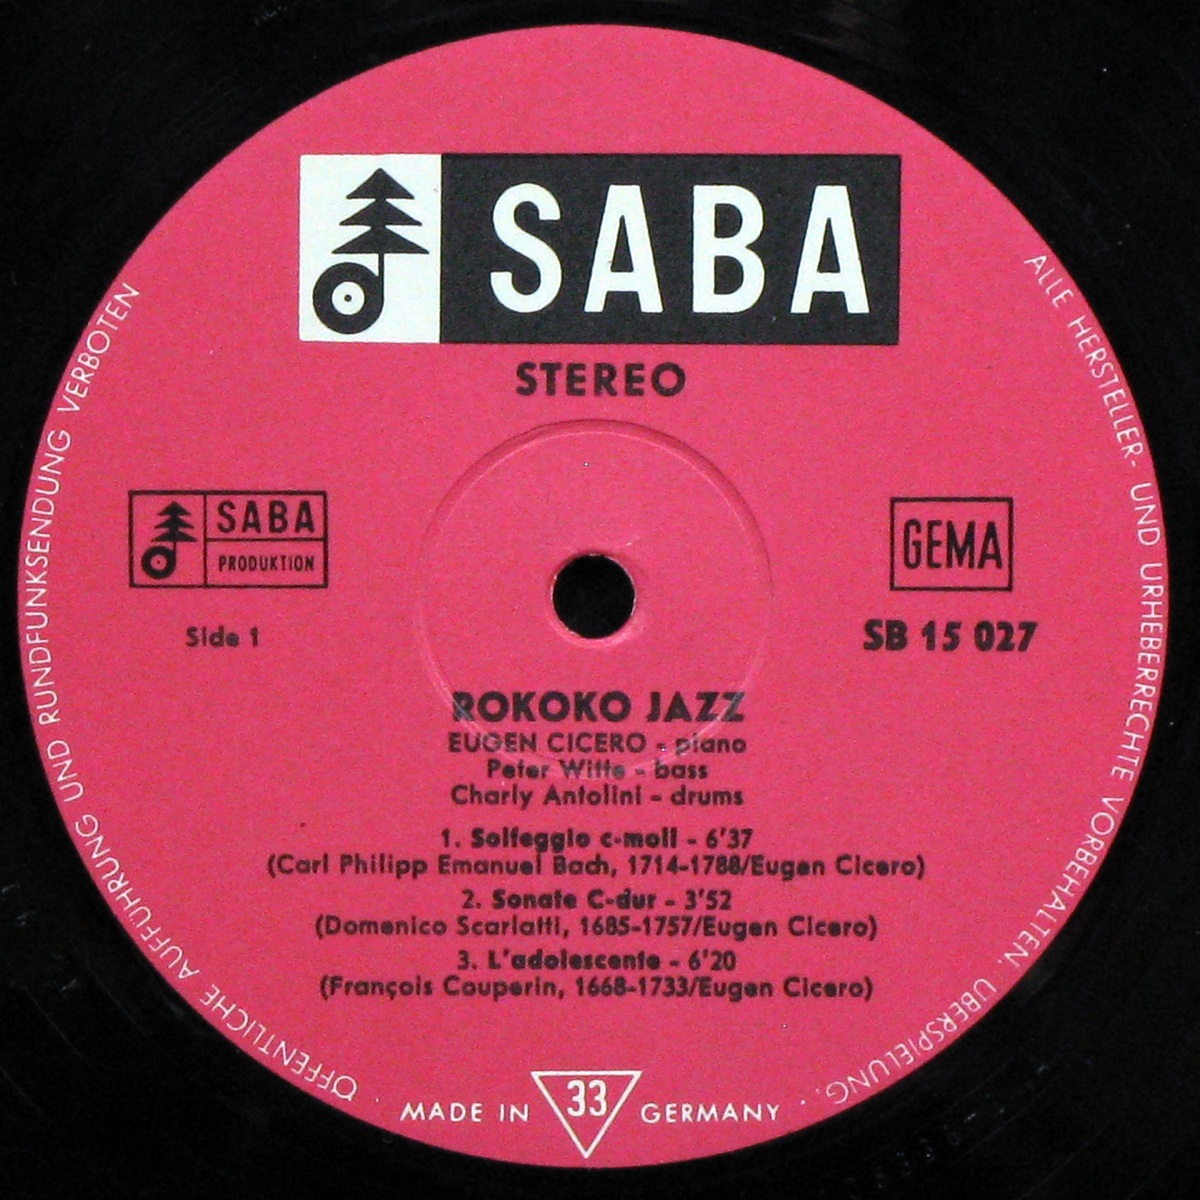 SABA
STEREO
SABA
PRODUKTION
Side 1
GEMA
SB 15 027
ROKOKO JAZZ
EUGEN CICERO - piano
Peter Witte - bass
Charly Antolini - drums
1. Solfeggio c-moll - 6'37
(Carl Philipp Emanuel Bach, 1714-1788/Eugen Cicero)
2. Sonate C-dur - 3'52
(Domenico Scarlatti, 1685-1757/Eugen Cicero)
3. L'adolescente - 6'20
(François Couperin, 1668-1733/Eugen Cicero)
MADE IN 33 GERMANY
ALLE HERSTELLER- UND URHEBERRECHTE VORBEHALTEN. ÜBERSPIELUNG, ÖFFENTLICHE AUFFÜHRUNG UND RUNDFUNKSENDUNG VERBOTEN